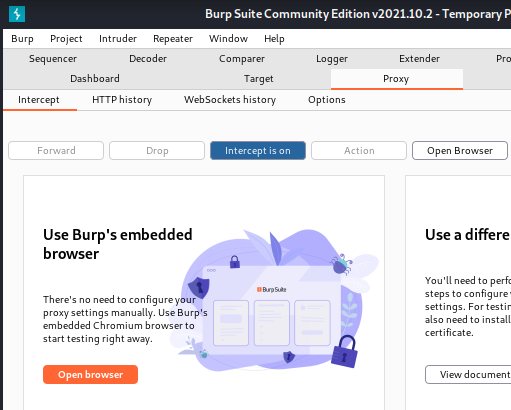 Burp Suite Community Edition v2021.10.2 - Temporary P
Burp Project Intruder Repeater Window Help
Sequencer Decoder Comparer Logger Extender Pro
Dashboard Target Proxy
Intercept HTTP history WebSockets history Options
Forward Drop Intercept is on Action Open Browser
Use Burp's embedded
browser
There's no need to configure your
proxy settings manually. Use Burp's
embedded Chromium browser to
start testing right away.
Open browser
Burp Suite
Use a differe
You'll need to perfo
steps to configure
settings. For testin
also need to install
certificate.
View document